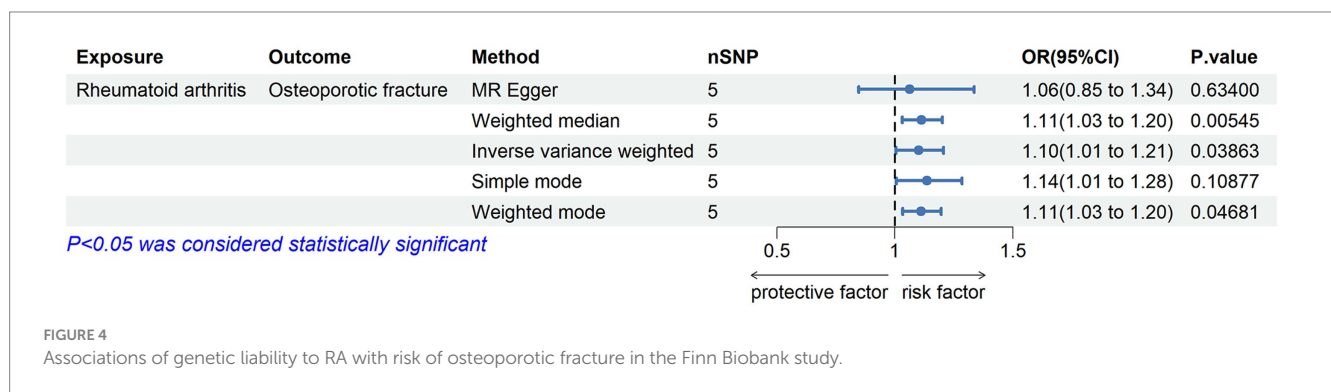 Exposure Outcome Method nSNP OR(95%CI) P.value
Rheumatoid arthritis Osteoporotic fracture MR Egger 5 1.06(0.85 to 1.34) 0.63400
Weighted median 5 1.11(1.03 to 1.20) 0.00545
Inverse variance weighted 5 1.10(1.01 to 1.21) 0.03863
Simple mode 5 1.14(1.01 to 1.28) 0.10877
Weighted mode 5 1.11(1.03 to 1.20) 0.04681
P<0.05 was considered statistically significant
0.5 1 1.5
protective factor risk factor
FIGURE 4
Associations of genetic liability to RA with risk of osteoporotic fracture in the Finn Biobank study.